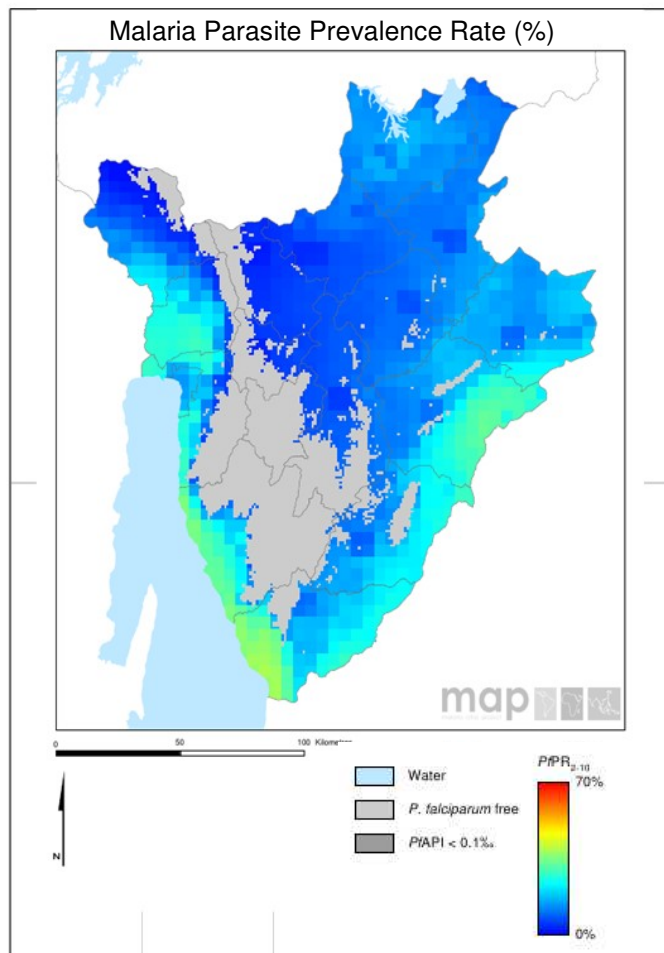 Malaria Parasite Prevalence Rate (%)
map
0 50 100
Water
P. falciparum free
PfAPI < 0.1‰
PfPR2-10
70%
0%
N